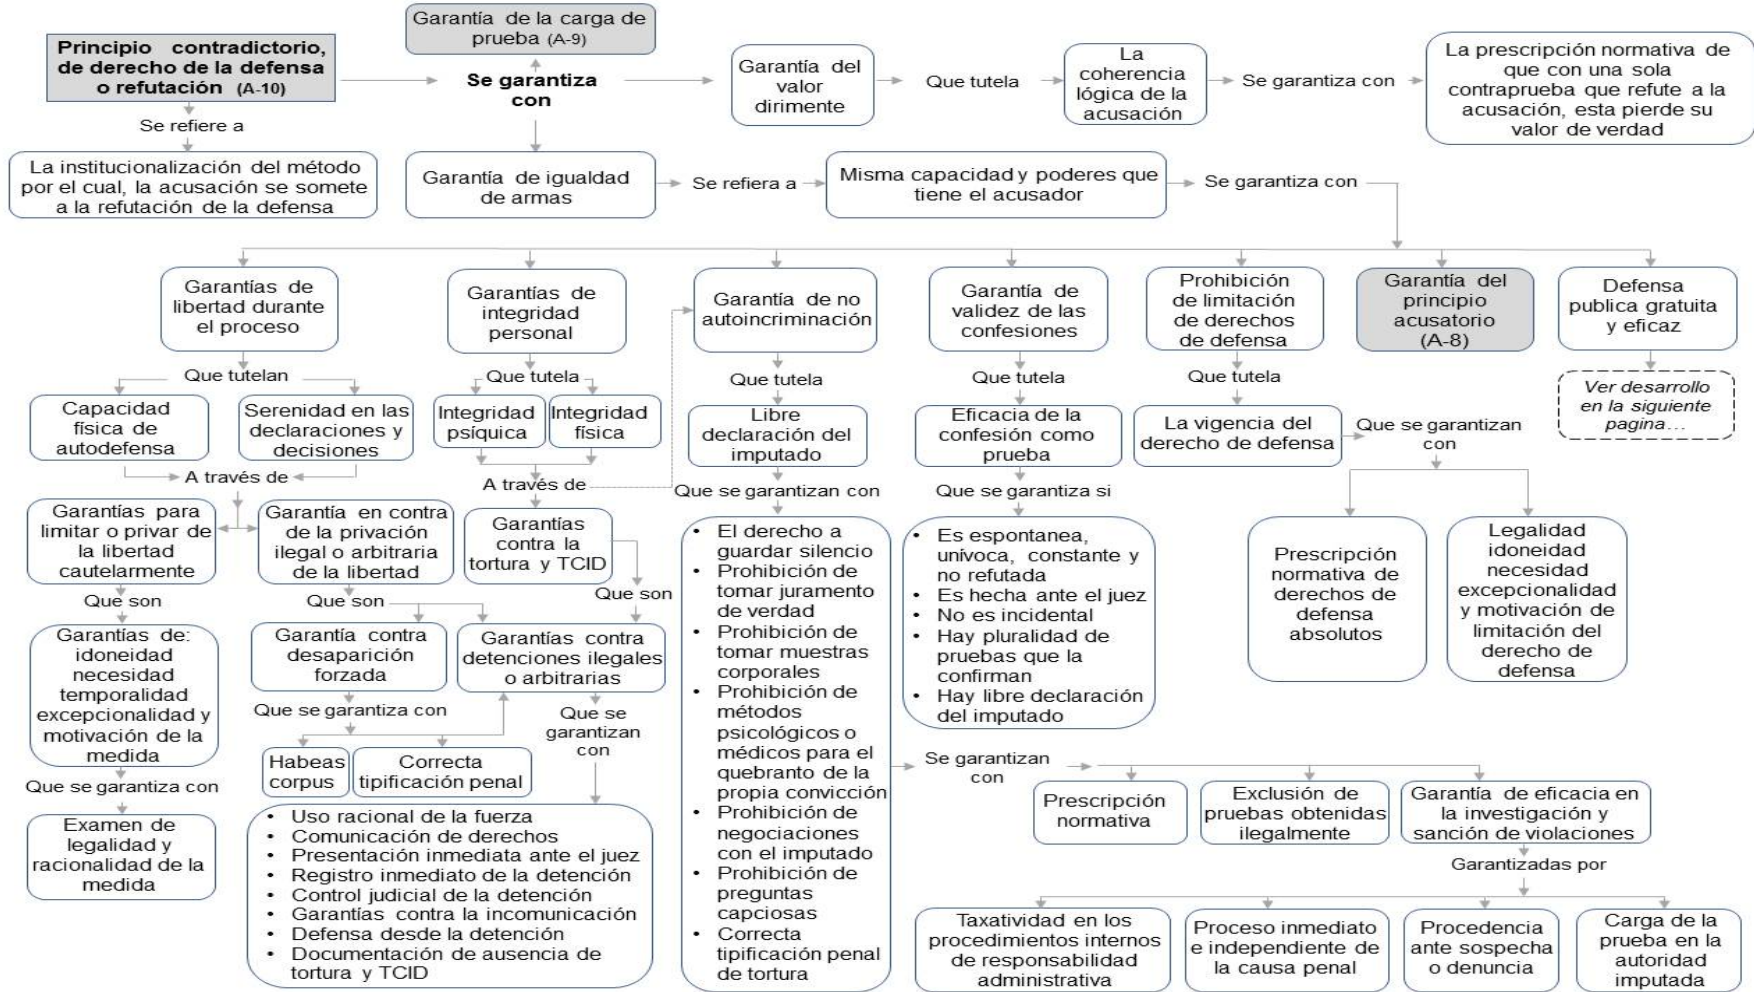 Principio contradictorio,
de derecho de la defensa
o refutación (A-10)
Garantía de la carga de
prueba (A-9)
Se garantiza
con
Garantía del
valor
dirimente
Que tutela
La
coherencia
lógica de la
acusación
Se garantiza con
La prescripción normativa de
que con una sola
contraprueba que refute a la
acusación, esta pierde su
valor de verdad
Se refiere a
La institucionalización del método
por el cual, la acusación se somete
a la refutación de la defensa
Garantía de igualdad
de armas
Se refiera a
Misma capacidad y poderes que
tiene el acusador
Se garantiza con
Garantías de
libertad durante
el proceso
Que tutelan
Capacidad
física de
autodefensa
Serenidad en las
declaraciones y
decisiones
A través de
Garantías para
limitar o privar de
la libertad
cautelarmente
Que son
Garantías de:
idoneidad
necesidad
temporalidad
excepcionalidad y
motivación de la
medida
Que se garantiza con
Examen de
legalidad y
racionalidad de la
medida
Garantía en contra
de la privación
ilegal o arbitraria
de la libertad
Que son
Garantía contra
desaparición
forzada
Que se garantiza con
Habeas
corpus
Correcta
tipificación penal
Garantías de
integridad
personal
Que tutela
Integridad
psíquica
Integridad
física
A través de
Garantías
contra la
tortura y TCID
Que son
Garantías contra
detenciones ilegales
o arbitrarias
Que se
garantizan
con
• Uso racional de la fuerza
• Comunicación de derechos
• Presentación inmediata ante el juez
• Registro inmediato de la detención
• Control judicial de la detención
• Garantías contra la incomunicación
• Defensa desde la detención
• Documentación de ausencia de
tortura y TCID
Garantía de no
autoincriminación
Que tutela
Libre
declaración del
imputado
Que se garantizan con
• El derecho a
guardar silencio
• Prohibición de
tomar juramento
de verdad
• Prohibición de
tomar muestras
corporales
• Prohibición de
métodos
psicológicos o
médicos para el
quebranto de la
propia convicción
• Prohibición de
negociaciones
con el imputado
• Prohibición de
preguntas
capciosas
• Correcta
tipificación penal
de tortura
Garantía de
validez de las
confesiones
Que tutela
Eficacia de la
confesión como
prueba
Que se garantiza si
• Es espontanea,
unívoca, constante y
no refutada
• Es hecha ante el juez
• No es incidental
• Hay pluralidad de
pruebas que la
confirman
• Hay libre declaración
del imputado
Prohibición
de limitación
de derechos
de defensa
Que tutela
La vigencia del
derecho de defensa
Que se garantizan
con
Prescripción
normativa de
derechos de
defensa
absolutos
Legalidad
idoneidad
necesidad
excepcionalidad
y motivación de
limitación del
derecho de
defensa
Garantía del
principio
acusatorio
(A-8)
Defensa
publica gratuita
y eficaz
Ver desarrollo
en la siguiente
pagina…
Se garantizan
con
Prescripción
normativa
Exclusión de
pruebas obtenidas
ilegalmente
Garantía de eficacia en
la investigación y
sanción de violaciones
Garantizadas por
Taxatividad en los
procedimientos internos
de responsabilidad
administrativa
Proceso inmediato
e independiente de
la causa penal
Procedencia
ante sospecha
o denuncia
Carga de la
prueba en la
autoridad
imputada